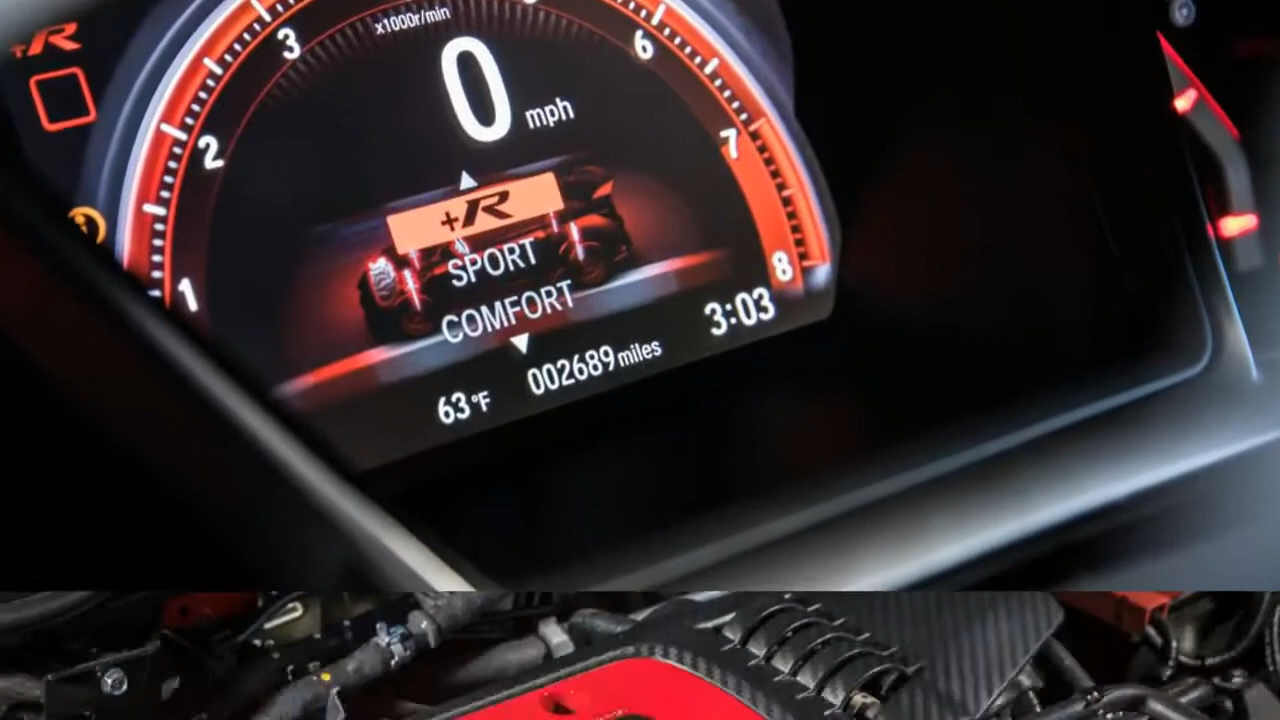 +R
x1000r/min
3
6
0 mph
2
7
+R
SPORT
8
1
COMFORT
3:03
002689 miles
63°F